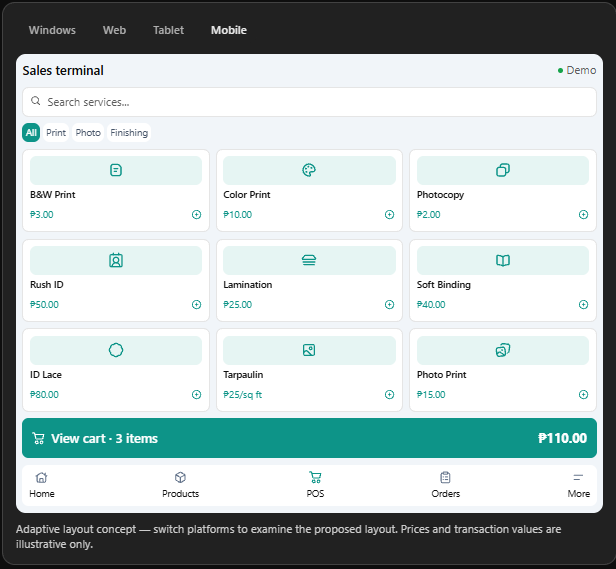 Windows Web Tablet Mobile
Sales terminal Demo
Search services...
All Print Photo Finishing
B&W Print Color Print Photocopy
₱3.00 ₱10.00 ₱2.00
Rush ID Lamination Soft Binding
₱50.00 ₱25.00 ₱40.00
ID Lace Tarpaulin Photo Print
₱80.00 ₱25/sq ft ₱15.00
View cart · 3 items ₱110.00
Home Products POS Orders More
Adaptive layout concept — switch platforms to examine the proposed layout. Prices and transaction values are
illustrative only.